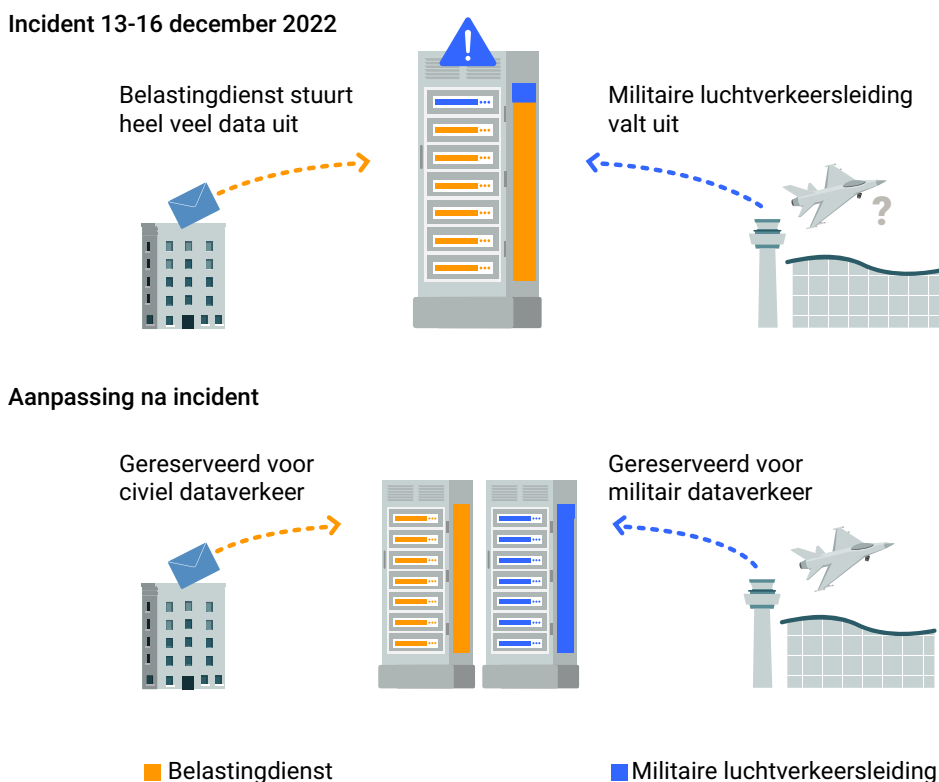 Incident 13-16 december 2022
Belastingdienst stuurt
heel veel data uit
Militaire luchtverkeersleiding
valt uit
!
?
Aanpassing na incident
Gereserveerd voor
civiel dataverkeer
Gereserveerd voor
militair dataverkeer
Belastingdienst
Militaire luchtverkeersleiding